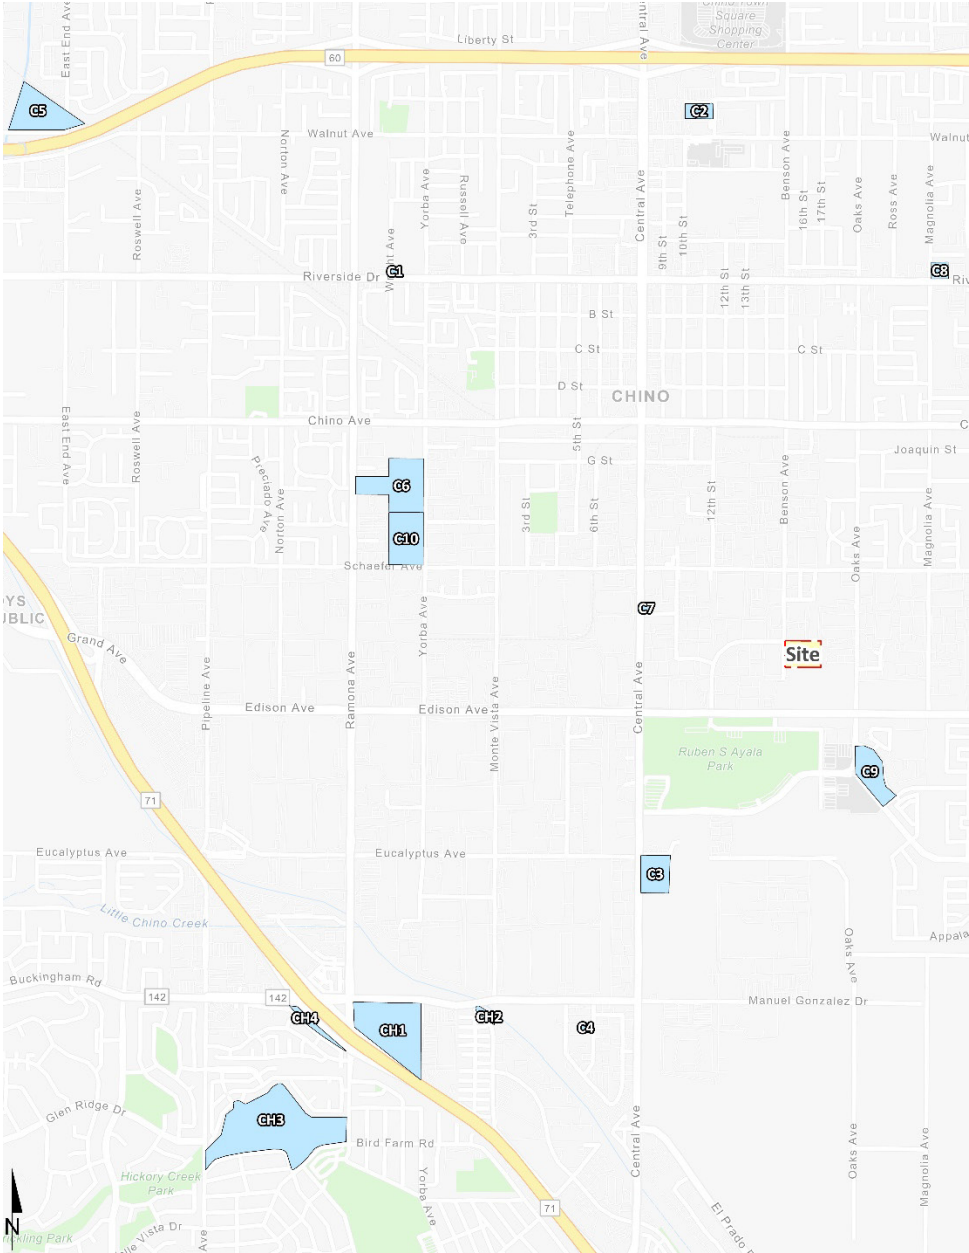 Liberty St
Square
Shopping
Center
East End Ave
60
C5
C2
Walnut Ave
Walnut
Norton Ave
Telephone Ave
Benson Ave
Roswell Ave
Yorba Ave
Russell Ave
3rd St
Central Ave
9th St
10th St
16th St
17th St
Oaks Ave
Ross Ave
Magnolia Ave
C1
Riverside Dr
C8
12th St
13th St
B St
C St
C St
D St
CHINO
Chino Ave
East End Ave
Roswell Ave
5th St
G St
Joaquin St
Preciado Ave
Norton Ave
C6
3rd St
6th St
12th St
Benson Ave
Oaks Ave
Magnolia Ave
C10
Schaefer Ave
C7
Yorba Ave
Grand Ave
Site
Pipeline Ave
Ramona Ave
Monte Vista Ave
Central Ave
Edison Ave
Edison Ave
Ruben S Ayala
Park
C9
71
Eucalyptus Ave
Eucalyptus Ave
C3
Little Chino Creek
Oaks Ave
Buckingham Rd
142
142
CH4
CH1
CH2
C4
Manuel Gonzalez Dr
Glen Ridge Dr
CH3
Bird Farm Rd
Central Ave
Oaks Ave
Magnolia Ave
Hickory Creek
Park
Yorba Ave
71
El Prado
N
Park
Vista Dr
Ave